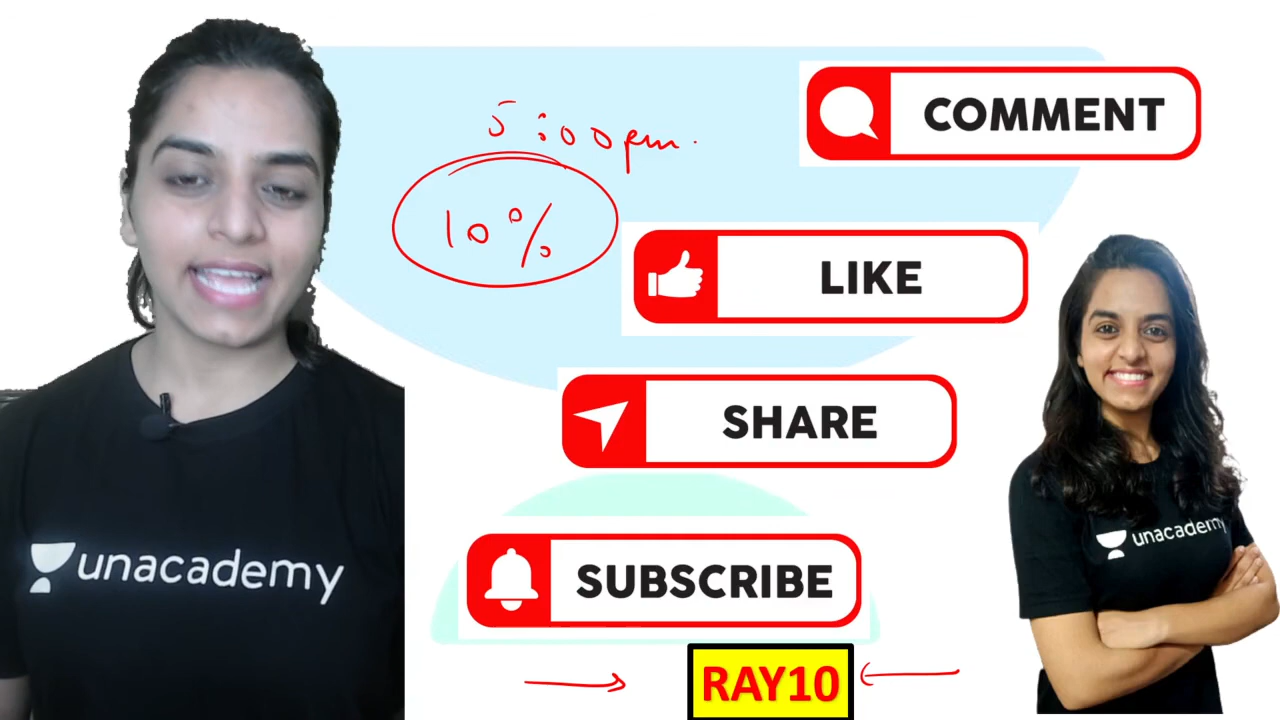 COMMENT
5:00pm.
10%
LIKE
SHARE
unacademy
unacademy
SUBSCRIBE
RAY10